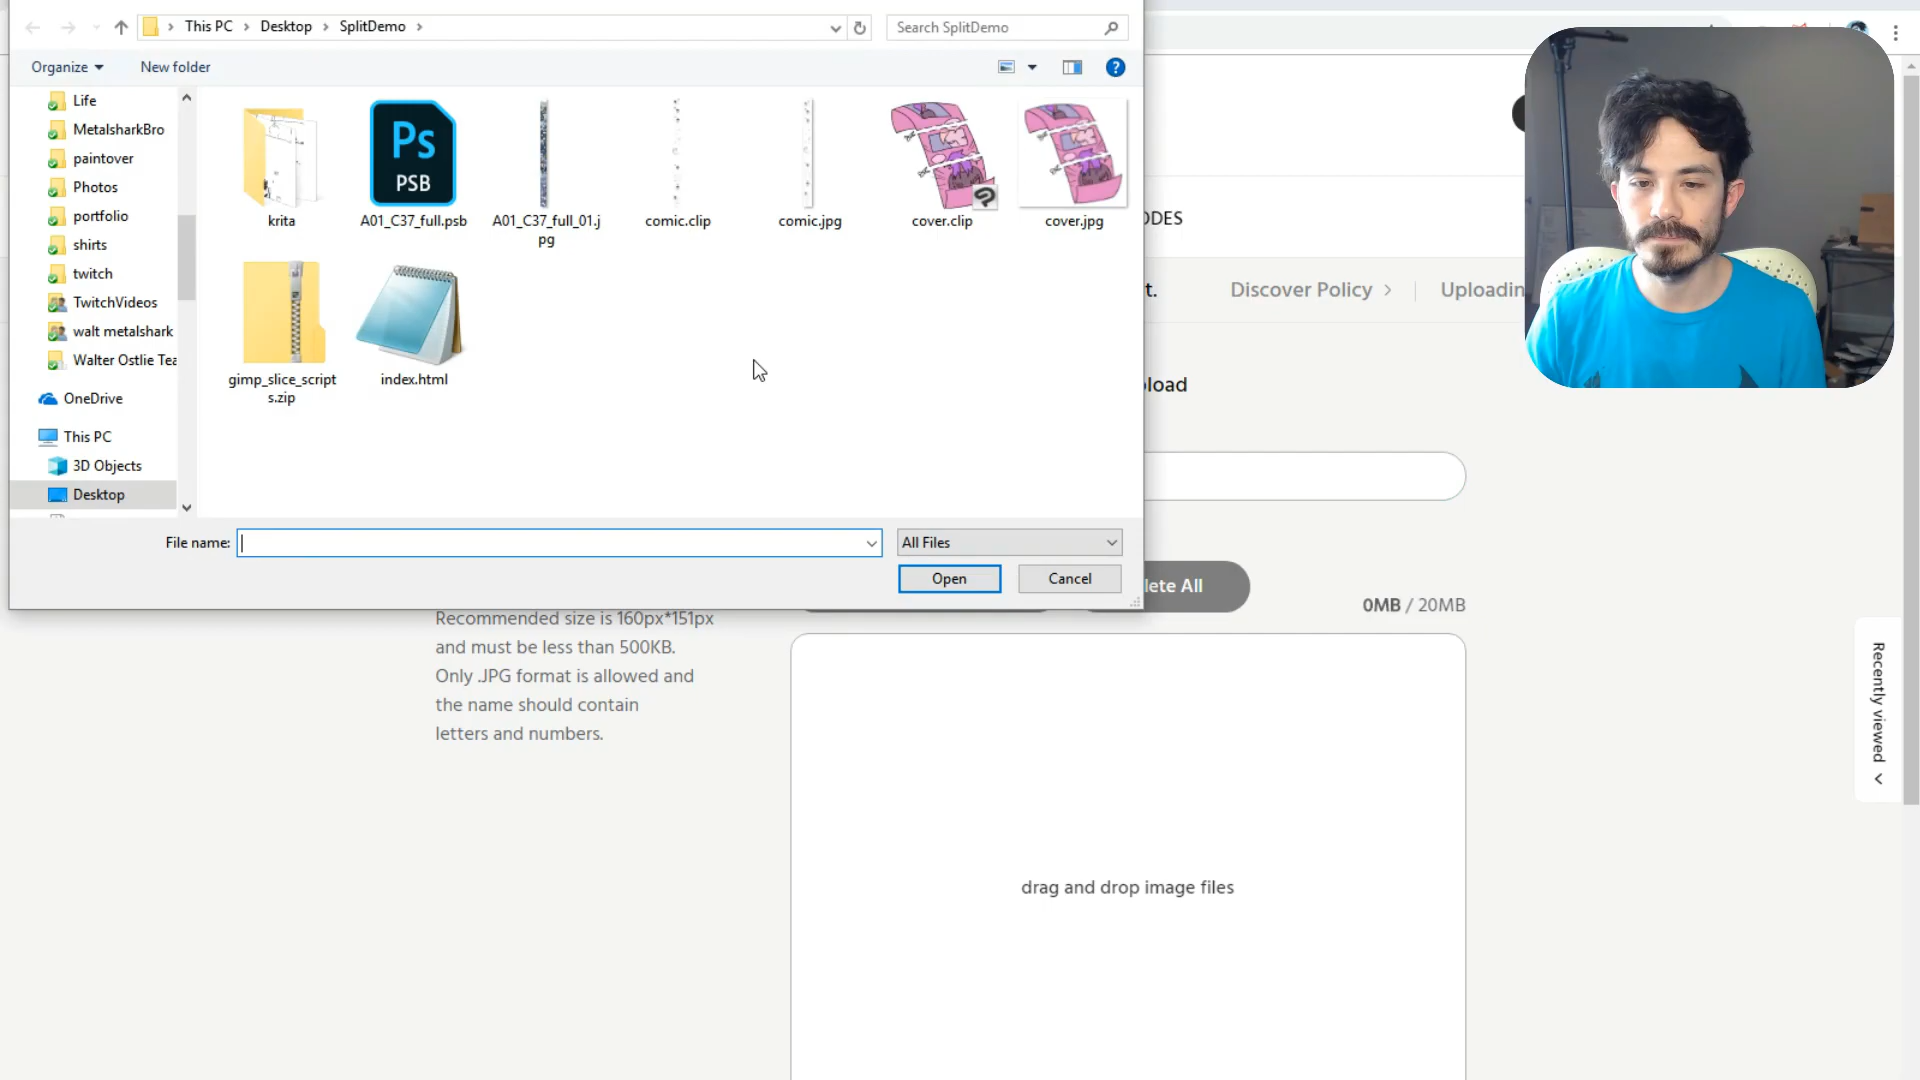 This PC > Desktop > SplitDemo >
Search SplitDemo
Organize
New folder
?
Life
MetalsharkBro
paintover
Photos
portfolio
shirts
twitch
TwitchVideos
walt metalshark
Walter Ostlie Tea
OneDrive
This PC
3D Objects
Desktop
Ps
PSB
krita
A01_C37_full.psb
A01_C37_full_01.j
pg
comic.clip
comic.jpg
cover.clip
cover.jpg
gimp_slice_script
s.zip
index.html
File name:
All Files
Open
Cancel
ODES
t.
Discover Policy >
Uploadin
load
lete All
0MB / 20MB
Recommended size is 160px*151px
and must be less than 500KB.
Only .JPG format is allowed and
the name should contain
letters and numbers.
drag and drop image files
Recently viewed